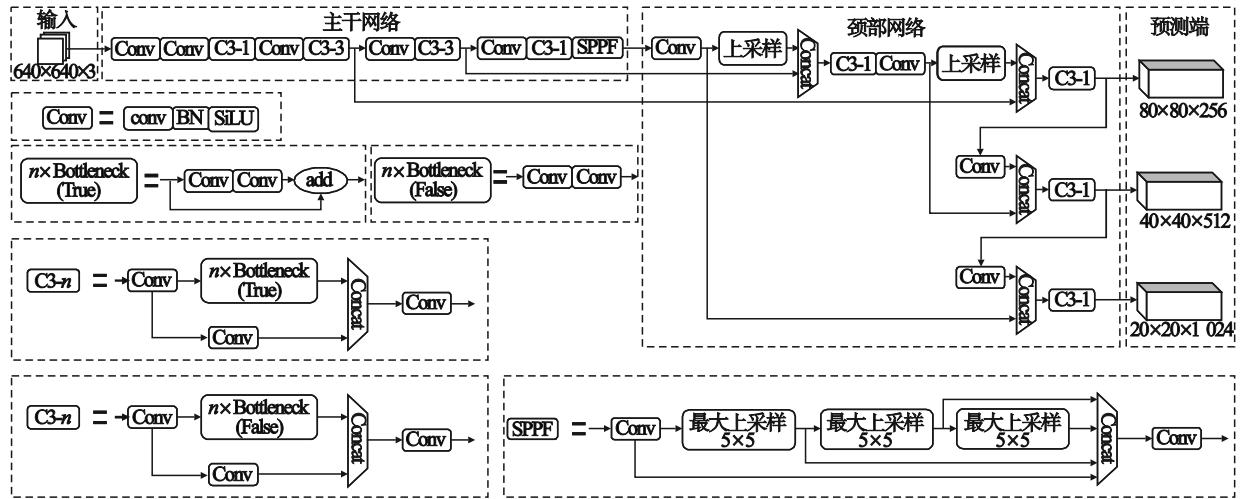 输入
640×640×3
主干网络
Conv Conv C3-1 Conv C3-3 Conv C3-3 Conv C3-1 SPPF
颈部网络
Conv 上采样 Concat C3-1 Conv 上采样 Concat C3-1
Conv Concat C3-1
Conv Concat C3-1
预测端
80×80×256
40×40×512
20×20×1 024
Conv = conv BN SiLU
n×Bottleneck
(True)
= Conv Conv add
n×Bottleneck
(False)
= Conv Conv
C3-n = Conv n×Bottleneck
(True)
Conv
Concat
Conv
C3-n = Conv n×Bottleneck
(False)
Conv
Concat
Conv
SPPF = Conv
最大上采样
5×5
最大上采样
5×5
最大上采样
5×5
Concat
Conv